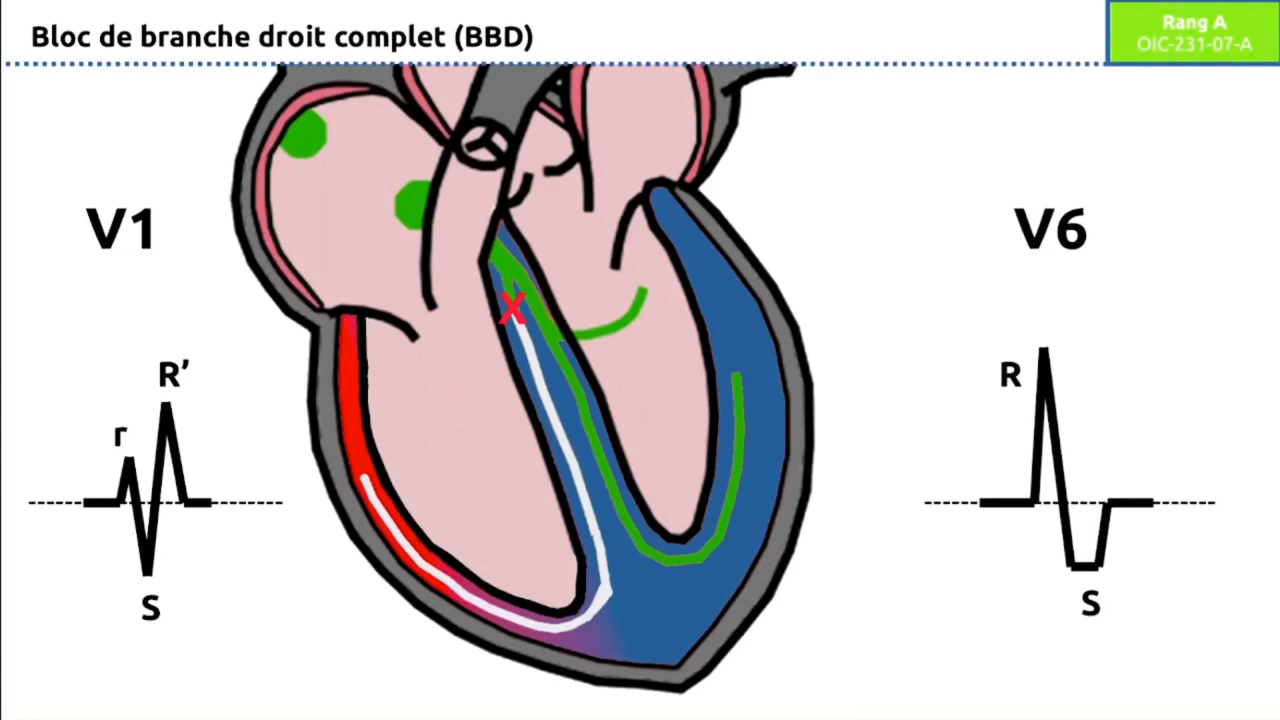 Bloc de branche droit complet (BBD)
Rang A
OIC-231-07-A
V1
V6
R’
R
r
X
S
S